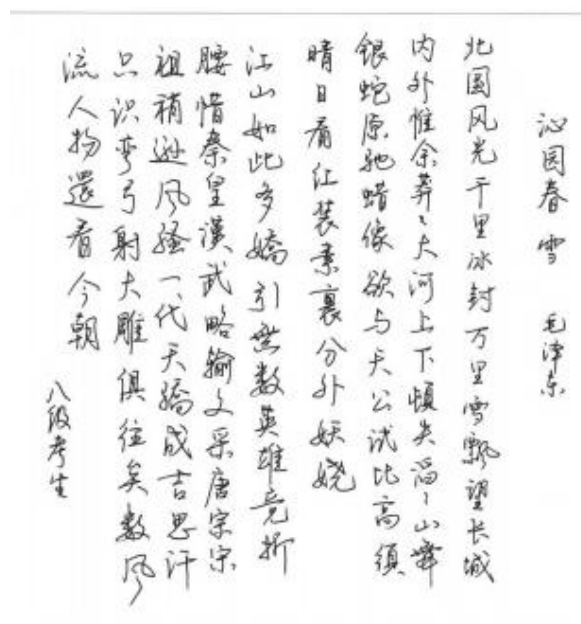 沁园春 雪 毛泽东
北国风光千里冰封万里雪飘望长城
内外惟余莽〻大河上下顿失滔〻山舞
银蛇原驰蜡像欲与天公试比高须
晴日看红装素裹分外妖娆
江山如此多嬌引無数英雄竞折
腰惜秦皇漢武略输文采唐宗宋
祖稍逊风骚一代天骄成吉思汗
只识弯弓射大雕俱往矣数风
流人物還看今朝
八级考生